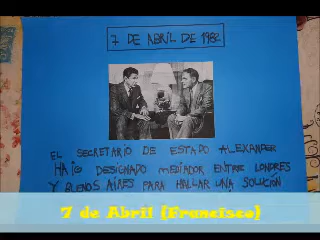 7 DE ABRIL DE 1982
EL SECRETARIO DE ESTADO ALEXANDER
HAIG DESIGNADO MEDIADOR ENTRE LONDRES
Y BUENOS AIRES PARA HALLAR UNA SOLUCIÓN
7 de Abril (Francisco)